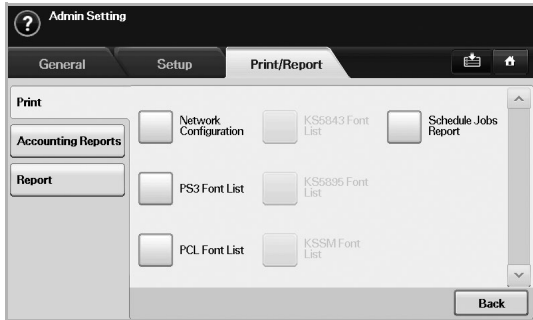 ? Admin Setting
General Setup Print/Report
Print
Accounting Reports
Report
Network
Configuration
KS5843 Font
List
Schedule Jobs
Report
PS3 Font List
KS5895 Font
List
PCL Font List
KSSM Font
List
Back